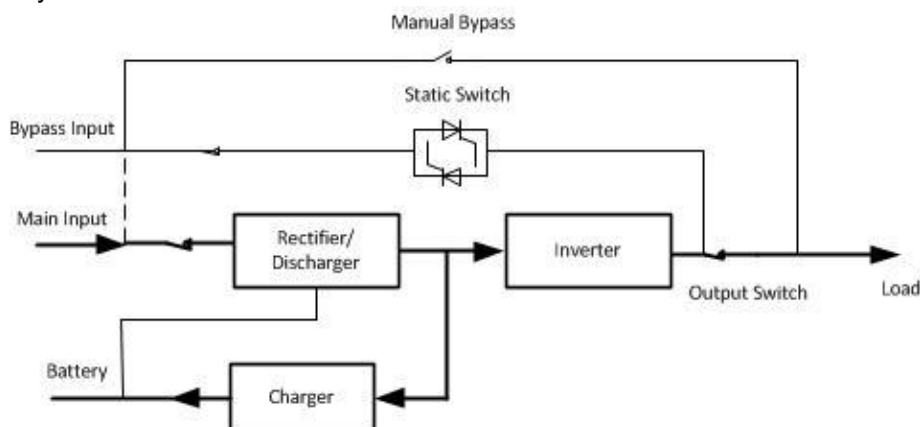 Manual Bypass
Static Switch
Bypass Input
Main Input
Rectifier/
Discharger
Inverter
Output Switch
Load
Battery
Charger